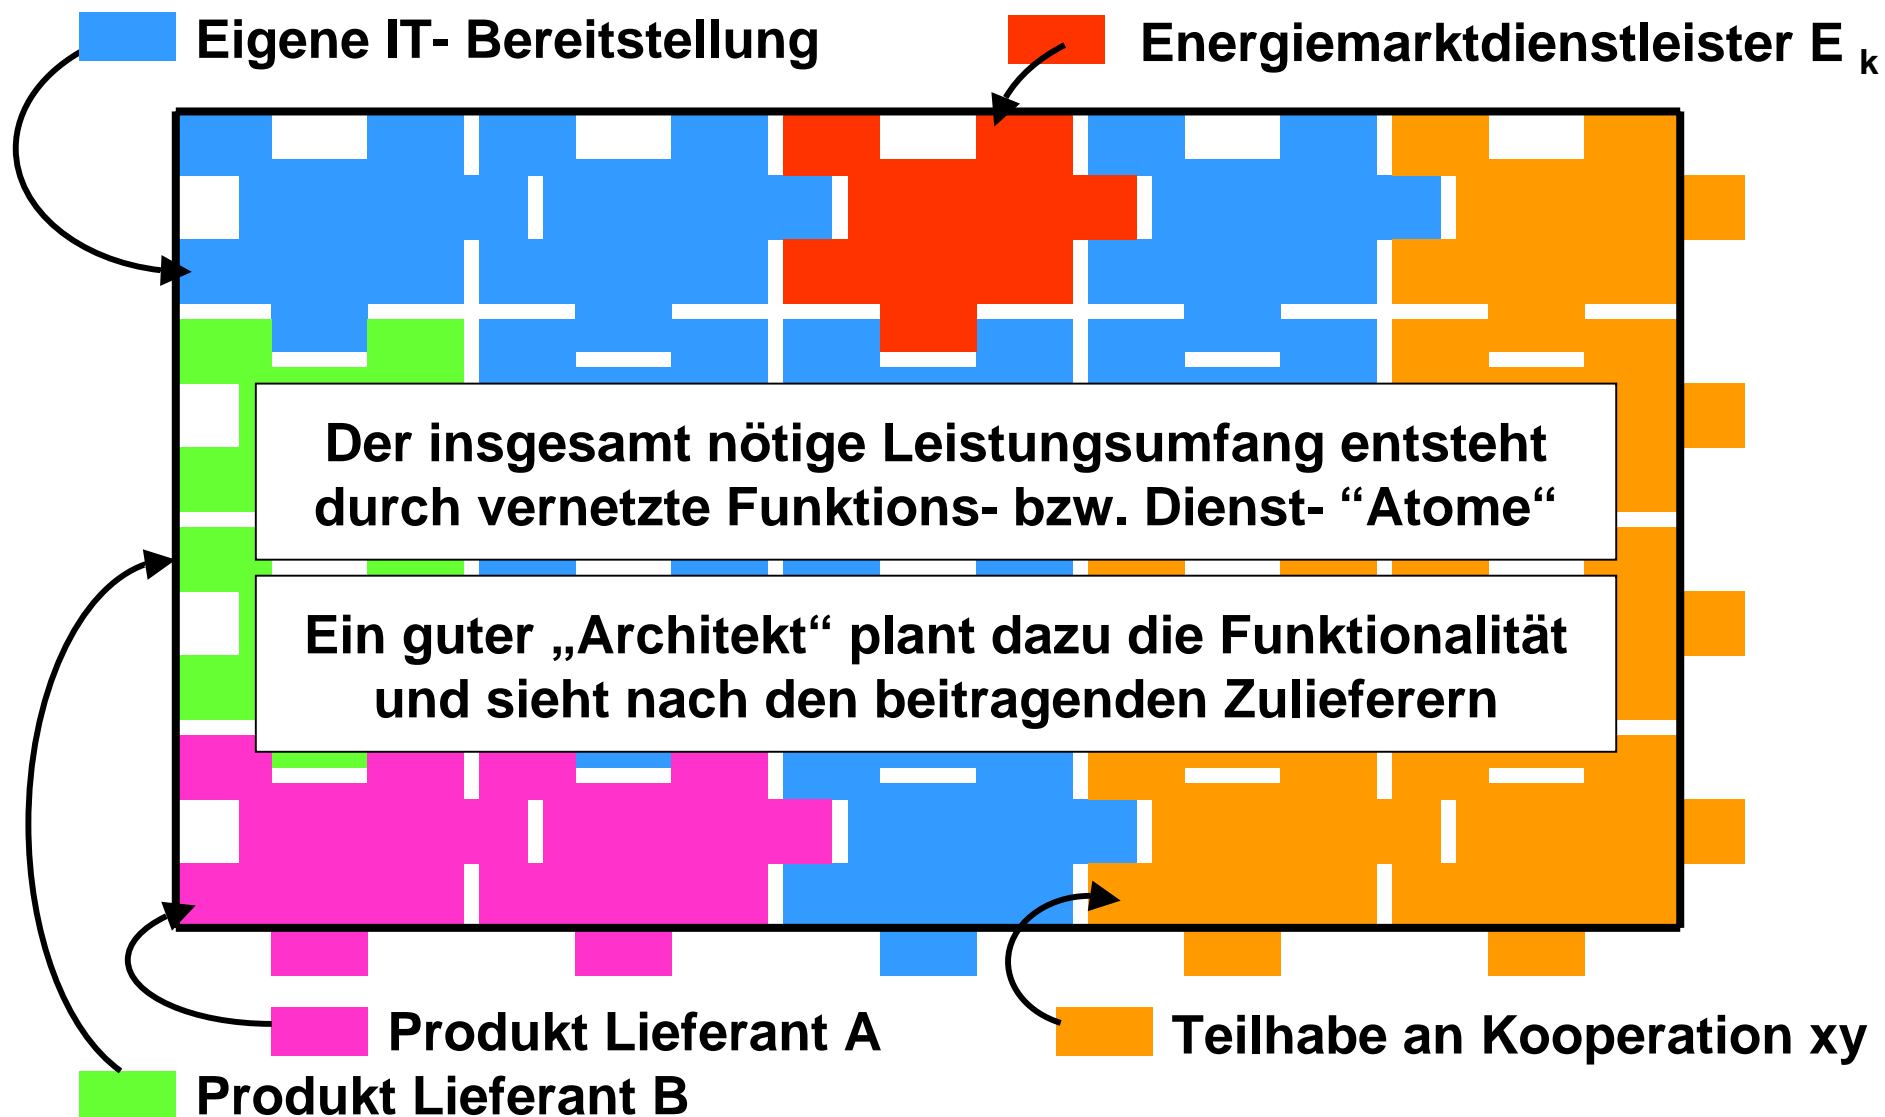 Eigene IT- Bereitstellung
Energiemarktdienstleister E k
Der insgesamt nötige Leistungsumfang entsteht
durch vernetzte Funktions- bzw. Dienst- “Atome“
Ein guter „Architekt“ plant dazu die Funktionalität
und sieht nach den beitragenden Zulieferern
Produkt Lieferant A
Teilhabe an Kooperation xy
Produkt Lieferant B